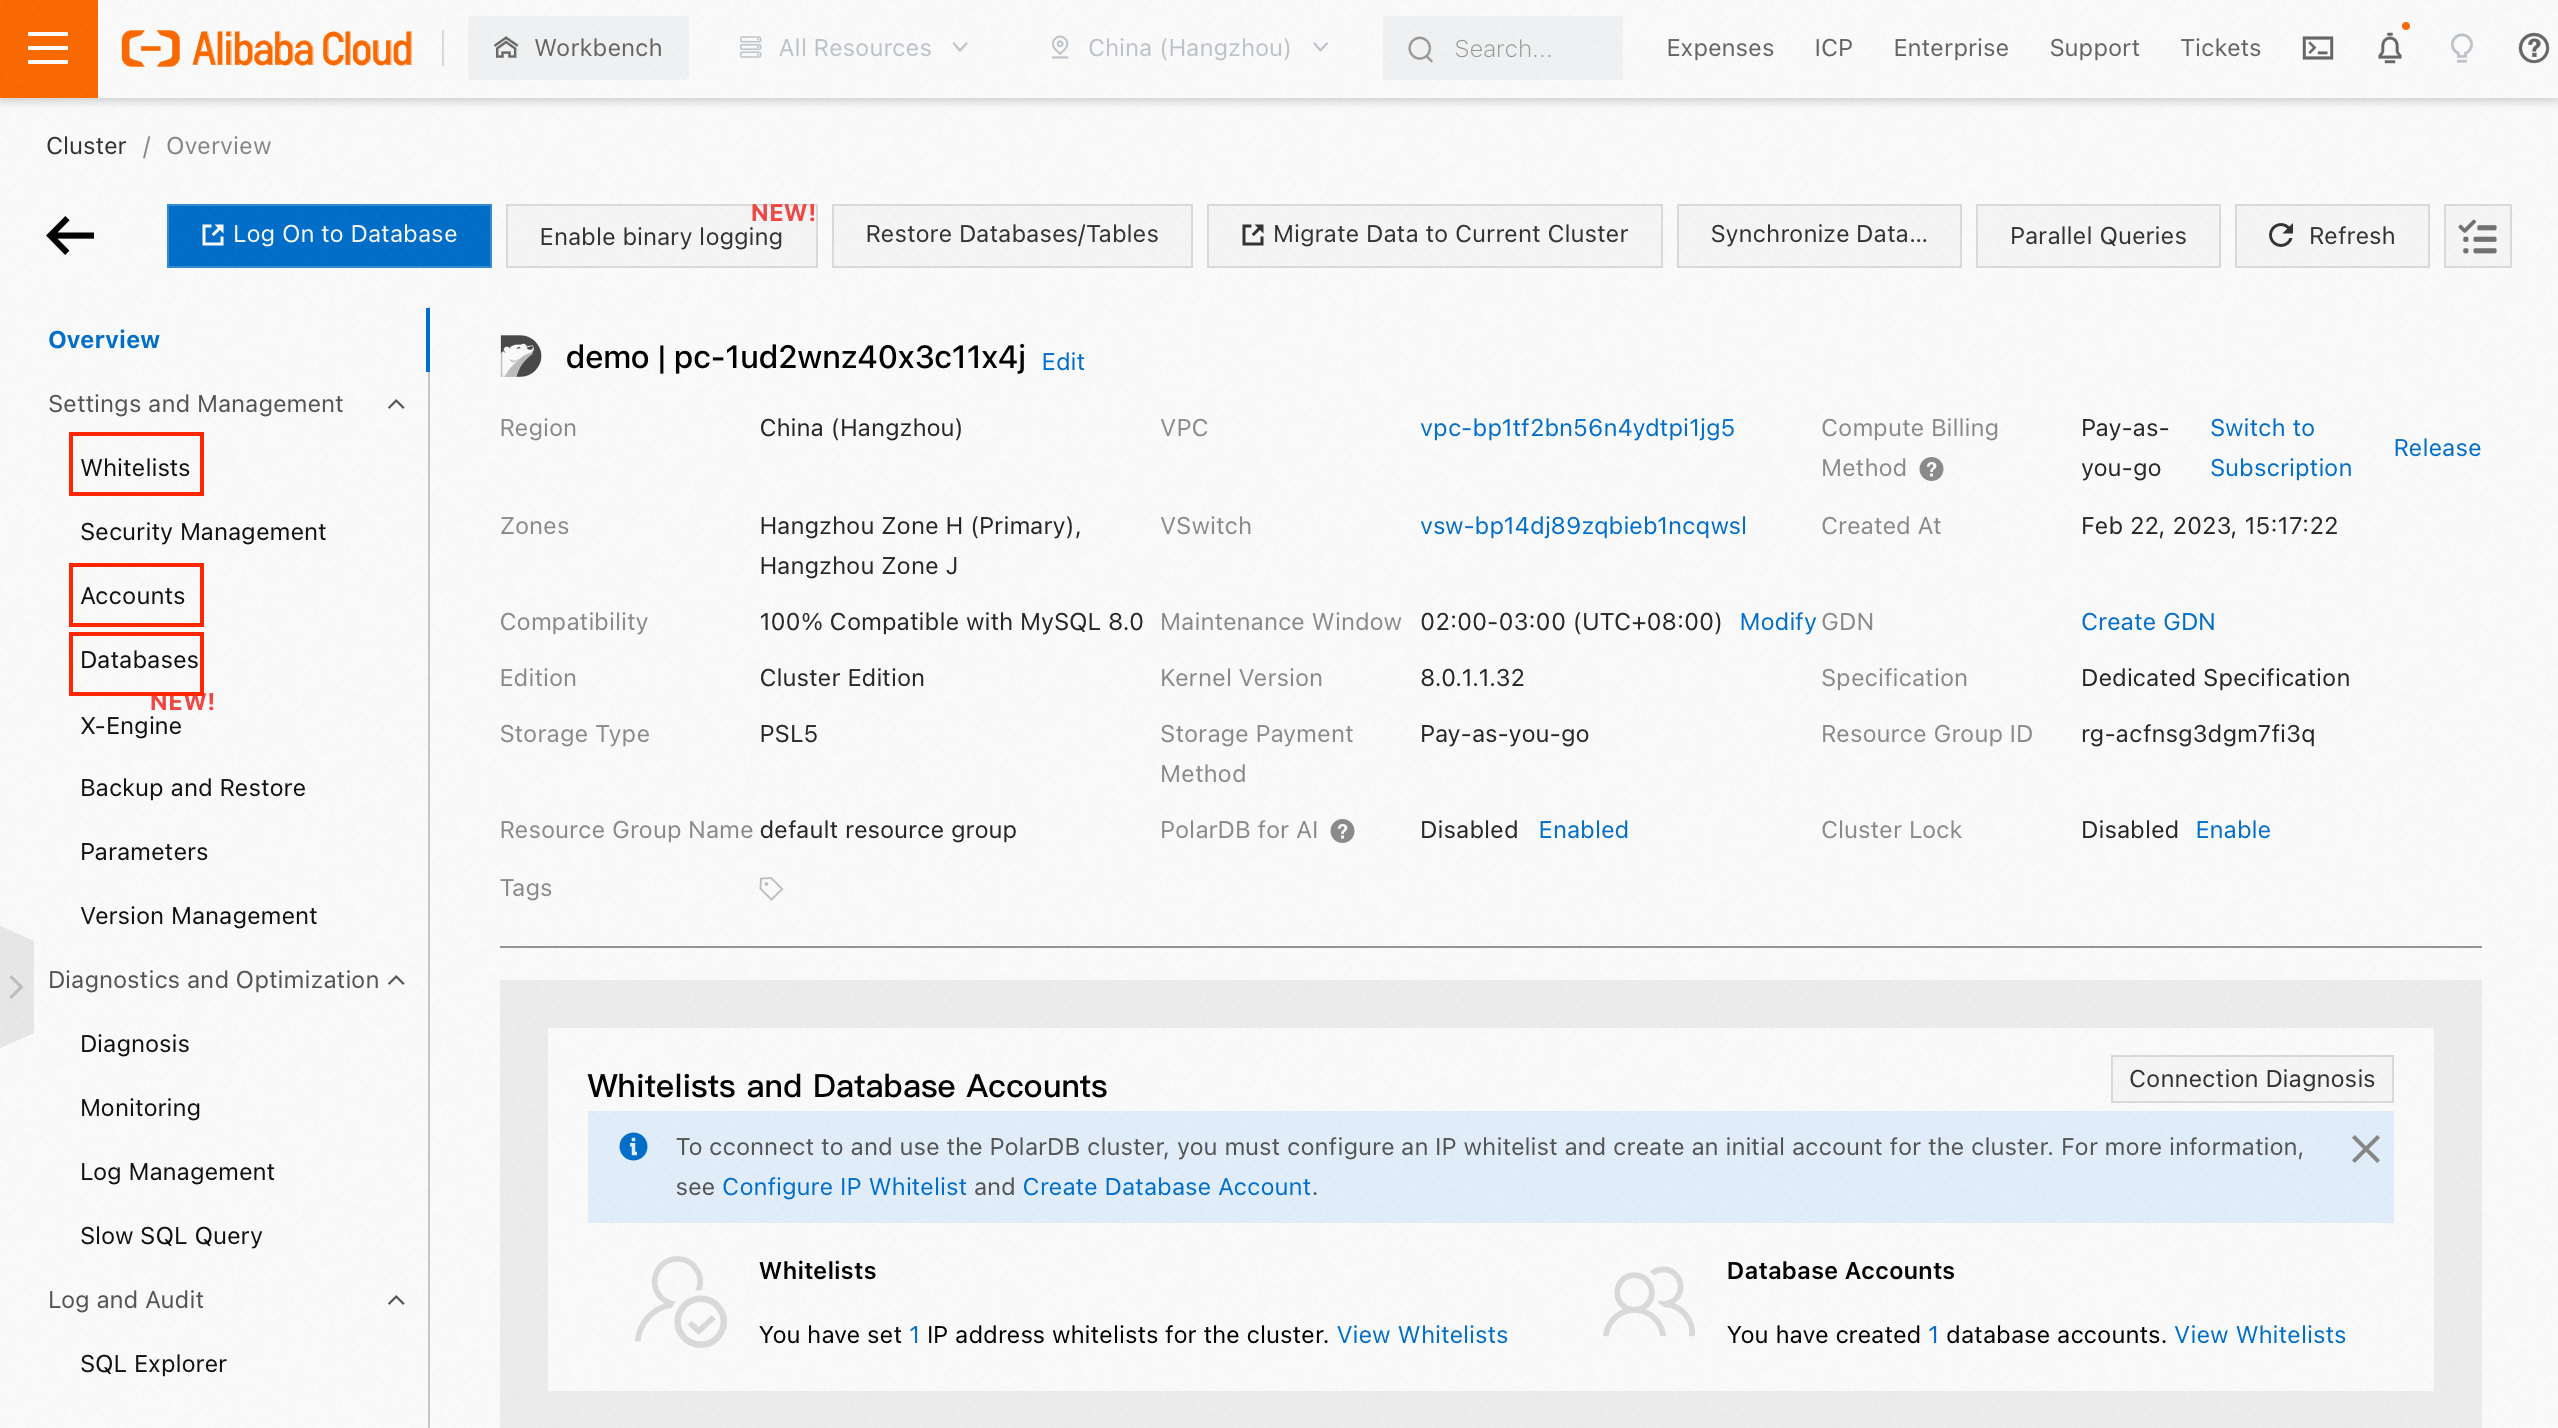 Alibaba Cloud
Workbench
All Resources
China (Hangzhou)
Search...
Expenses
ICP
Enterprise
Support
Tickets
Cluster / Overview
Log On to Database
Enable binary logging
NEW!
Restore Databases/Tables
Migrate Data to Current Cluster
Synchronize Data...
Parallel Queries
Refresh
Overview
Settings and Management
Whitelists
Security Management
Accounts
Databases
NEW!
X-Engine
Backup and Restore
Parameters
Version Management
Diagnostics and Optimization
Diagnosis
Monitoring
Log Management
Slow SQL Query
Log and Audit
SQL Explorer
demo | pc-1ud2wnz40x3c11x4j Edit
Region China (Hangzhou)
VPC vpc-bp1tf2bn56n4ydtpi1jg5
Compute Billing
Method
Pay-as-
you-go
Switch to
Subscription
Release
Zones Hangzhou Zone H (Primary),
Hangzhou Zone J
VSwitch vsw-bp14dj89zqbieb1ncqwsl
Created At Feb 22, 2023, 15:17:22
Compatibility 100% Compatible with MySQL 8.0
Maintenance Window 02:00-03:00 (UTC+08:00) Modify
GDN Create GDN
Edition Cluster Edition
Kernel Version 8.0.1.1.32
Specification Dedicated Specification
Storage Type PSL5
Storage Payment
Method
Pay-as-you-go
Resource Group ID rg-acfnsg3dgm7fi3q
Resource Group Name default resource group
PolarDB for AI Disabled Enabled
Cluster Lock Disabled Enable
Tags
Whitelists and Database Accounts
Connection Diagnosis
To cconnect to and use the PolarDB cluster, you must configure an IP whitelist and create an initial account for the cluster. For more information,
see Configure IP Whitelist and Create Database Account.
Whitelists
You have set 1 IP address whitelists for the cluster. View Whitelists
Database Accounts
You have created 1 database accounts. View Whitelists